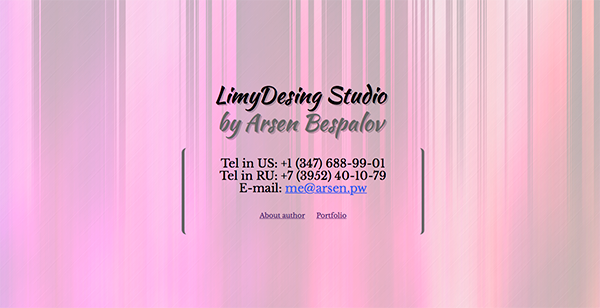 LimyDesing Studio
by Arsen Bespalov
Tel in US: +1 (347) 688-99-01
Tel in RU: +7 (3952) 40-10-79
E-mail: me@arsen.pw
About author Portfolio